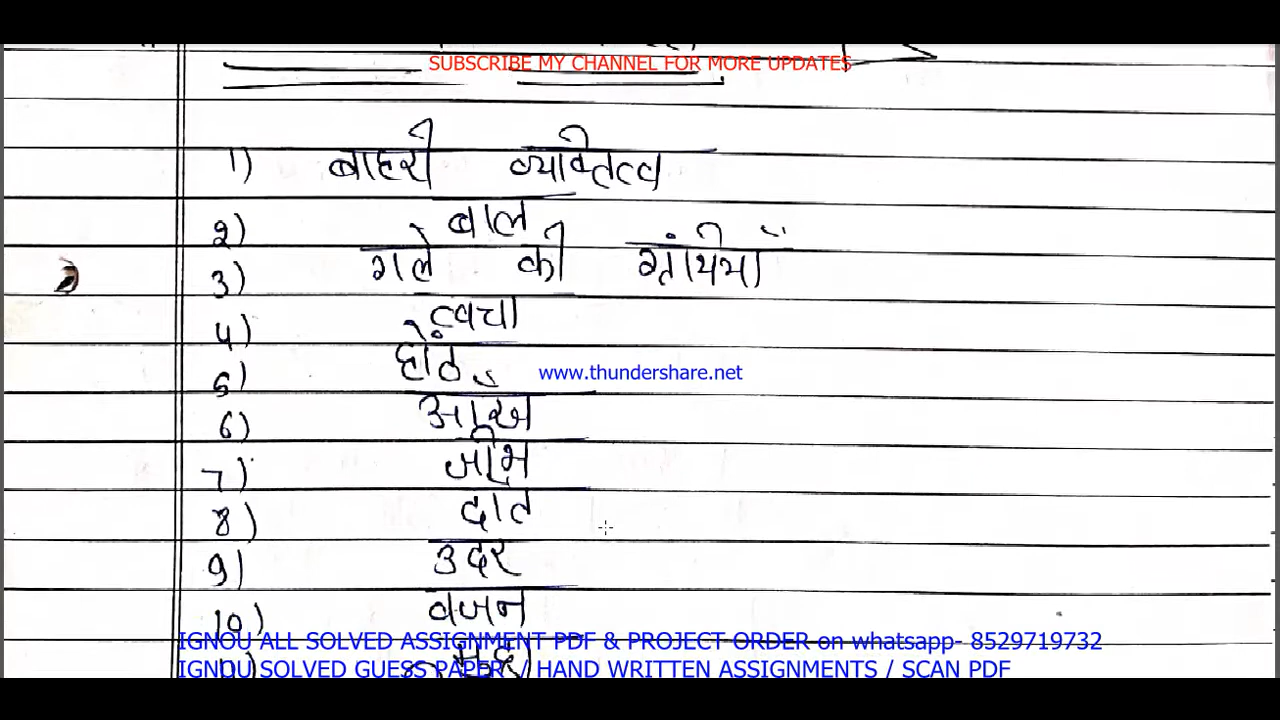 SUBSCRIBE MY CHANNEL FOR MORE UPDATES
1) बाहरी व्यक्तित्व
2) बाल
3) गले की
4) त्वचा
5) होंठ
www.thundershare.net
6) आख
7) जीभ
8) दात
9) उदर
10) वजन
IGNOU ALL SOLVED ASSIGNMENT PDF & PROJECT ORDER on whatsapp- 8529719732
11)
IGNOU SOLVED GUESS PAPER / HAND WRITTEN ASSIGNMENTS / SCAN PDF